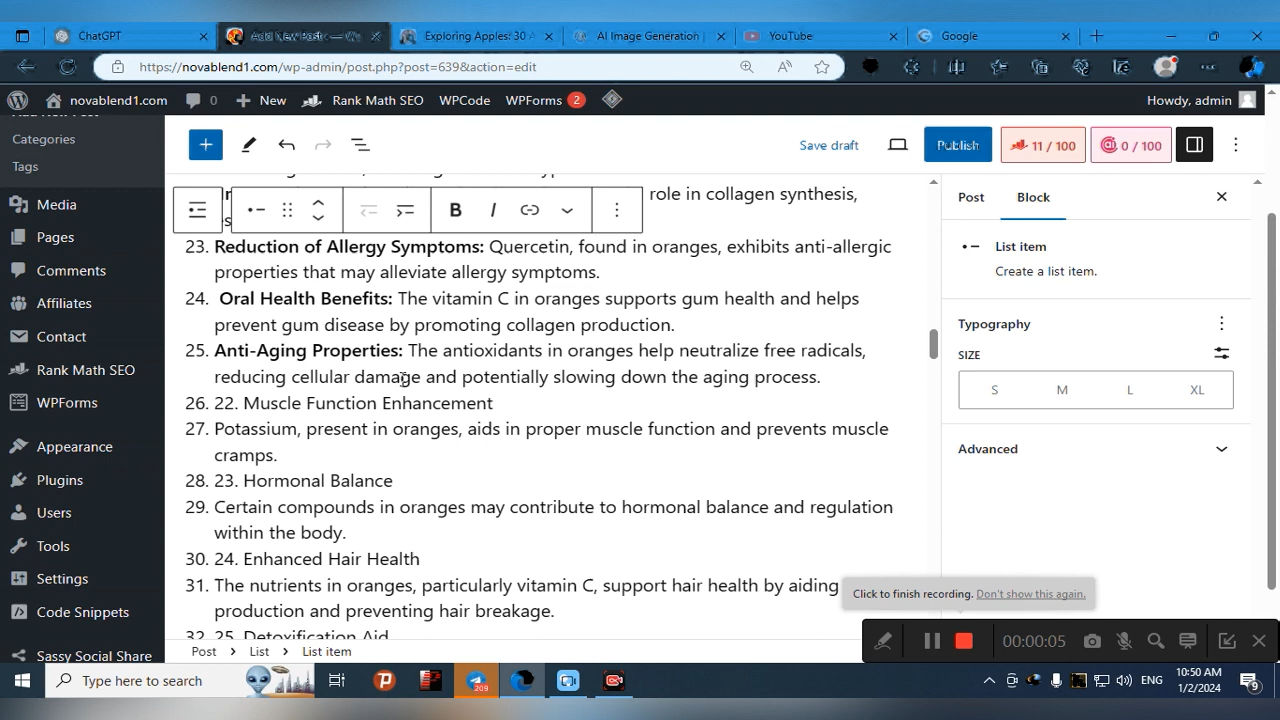 ChatGPT
Add New Post
Exploring Apples: 30 A
AI Image Generation
YouTube
Google
https://novablend1.com/wp-admin/post.php?post=639&action=edit
novablend1.com
0
New
Rank Math SEO
WPCode
WPForms 2
Howdy, admin
Categories
Tags
Media
Pages
Comments
Affiliates
Contact
Rank Math SEO
WPForms
Appearance
Plugins
Users
Tools
Settings
Code Snippets
Sassy Social Share
Save draft
Publish
11 / 100
0 / 100
B I
role in collagen synthesis,
23. Reduction of Allergy Symptoms: Quercetin, found in oranges, exhibits anti-allergic
properties that may alleviate allergy symptoms.
24. Oral Health Benefits: The vitamin C in oranges supports gum health and helps
prevent gum disease by promoting collagen production.
25. Anti-Aging Properties: The antioxidants in oranges help neutralize free radicals,
reducing cellular damage and potentially slowing down the aging process.
26. 22. Muscle Function Enhancement
27. Potassium, present in oranges, aids in proper muscle function and prevents muscle
cramps.
28. 23. Hormonal Balance
29. Certain compounds in oranges may contribute to hormonal balance and regulation
within the body.
30. 24. Enhanced Hair Health
31. The nutrients in oranges, particularly vitamin C, support hair health by aiding
production and preventing hair breakage.
32. 25. Detoxification Aid
Post
Block
List item
Create a list item.
Typography
SIZE
S M L XL
Advanced
Click to finish recording. Don't show this again.
00:00:05
Post > List > List item
Type here to search
209
ENG
10:50 AM
1/2/2024
9